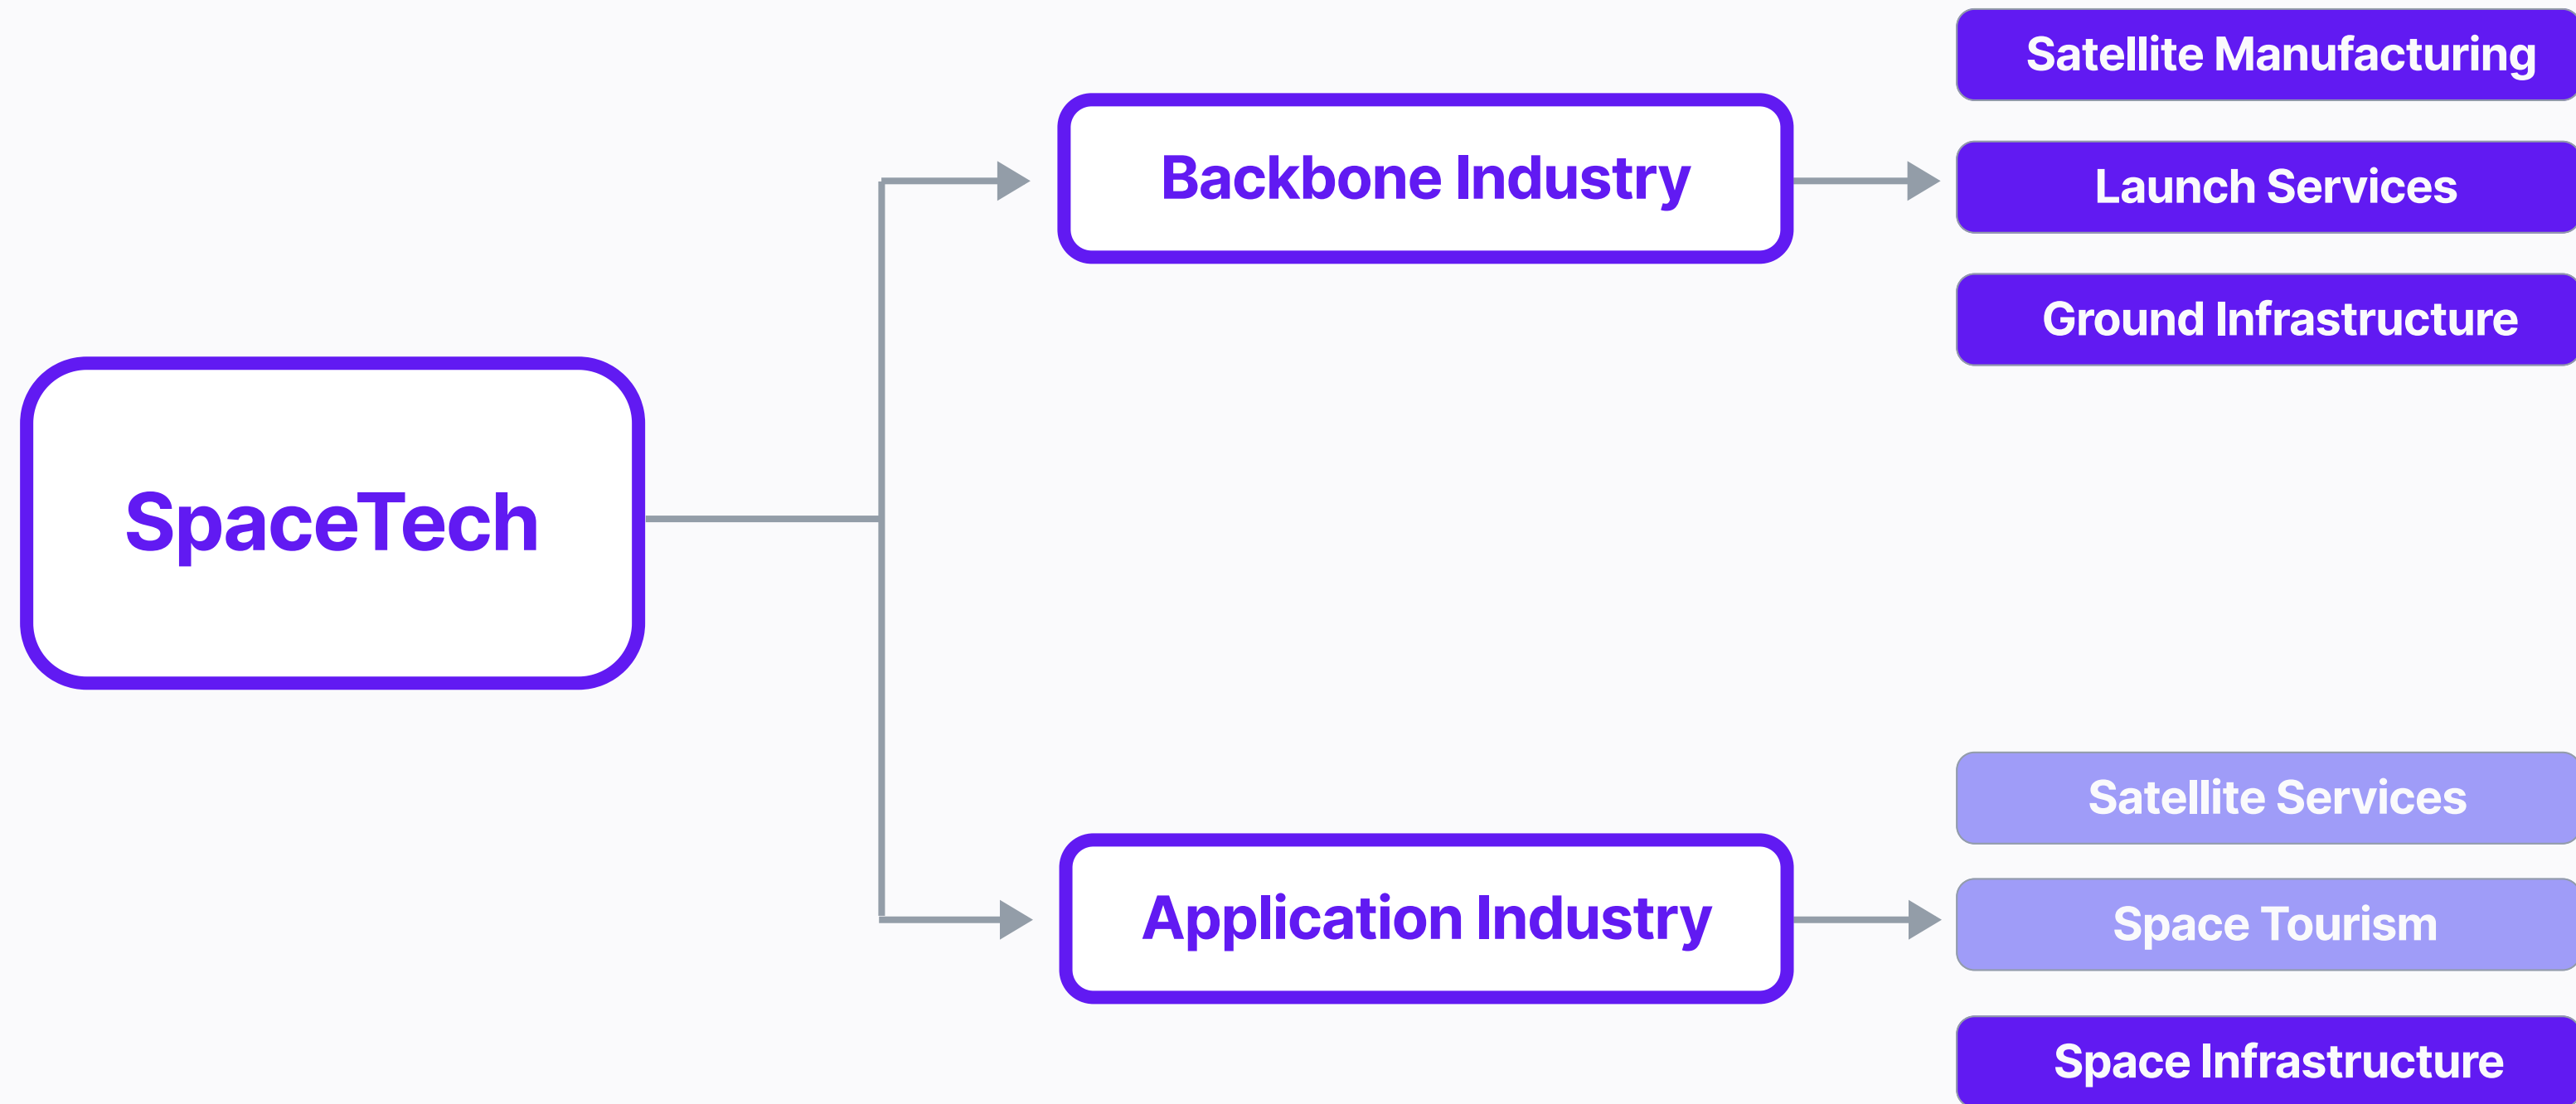 SpaceTech
Backbone Industry
Satellite Manufacturing
Launch Services
Ground Infrastructure
Application Industry
Satellite Services
Space Tourism
Space Infrastructure